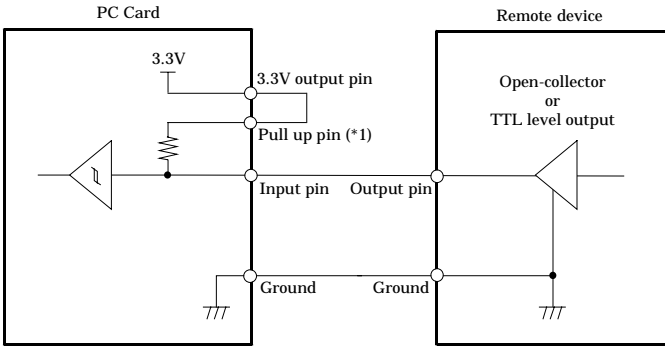 PC Card
Remote device
3.3V
3.3V output pin
Pull up pin (*1)
Open-collector
or
TTL level output
Input pin
Output pin
Ground
Ground